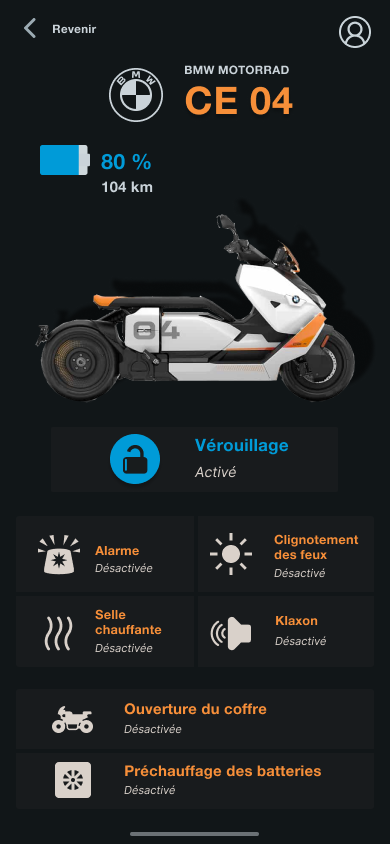 Revenir
BMW
BMW MOTORRAD
CE 04
80 %
104 km
04
Vérouillage
Activé
Alarme
Désactivée
Clignotement
des feux
Désactivé
Selle
chauffante
Désactivée
Klaxon
Désactivé
Ouverture du coffre
Désactivée
Préchauffage des batteries
Désactivé